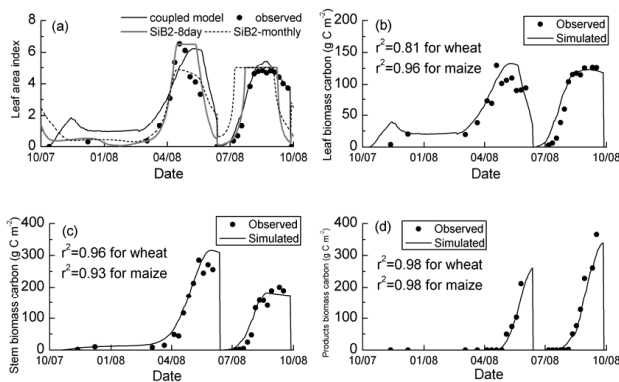 (a)
coupled model
observed
SiB2-8day
SiB2-monthly
Leaf area index
8
6
4
2
0
10/07 01/08 04/08 07/08 10/08
Date
(b)
Observed
Simulated
r²=0.81 for wheat
r²=0.96 for maize
Leaf biomass carbon (g C m⁻²)
200
150
100
50
0
10/07 01/08 04/08 07/08 10/08
Date
(c)
Observed
Simulated
r²=0.96 for wheat
r²=0.93 for maize
Stem biomass carbon (g C m⁻²)
400
300
200
100
0
10/07 01/08 04/08 07/08 10/08
Date
(d)
Observed
Simulated
r²=0.98 for wheat
r²=0.98 for maize
Products biomass carbon (g C m⁻²)
400
300
200
100
0
10/07 01/08 04/08 07/08 10/08
Date